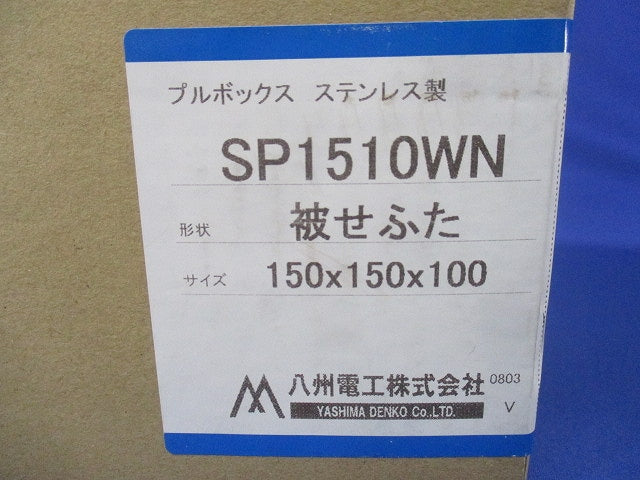 プルボックス ステンレス製
SP1510WN
形状 被せふた
サイズ 150x150x100
八州電工株式会社 0803
YASHIMA DENKO Co.,LTD. V